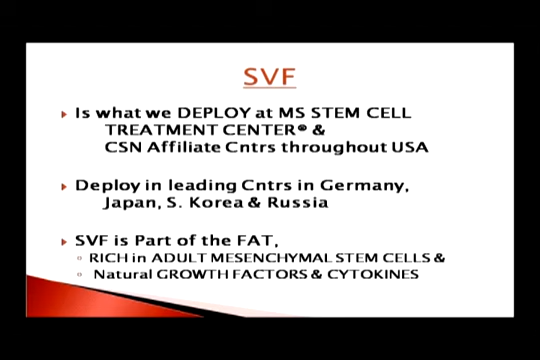 SVF
Is what we DEPLOY at MS STEM CELL
TREATMENT CENTER® &
CSN Affiliate Cntrs throughout USA
Deploy in leading Cntrs in Germany,
Japan, S. Korea & Russia
SVF is Part of the FAT,
RICH in ADULT MESENCHYMAL STEM CELLS &
Natural GROWTH FACTORS & CYTOKINES